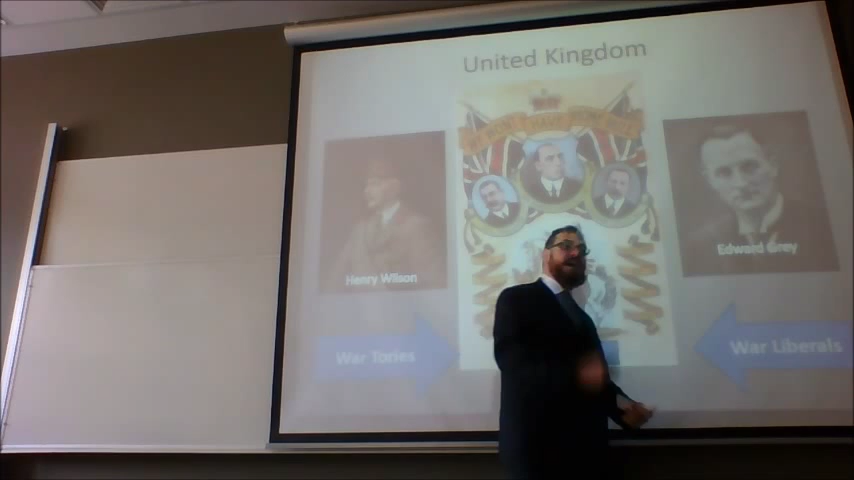 United Kingdom
Henry Wilson
Edward Grey
War Tories
War Liberals